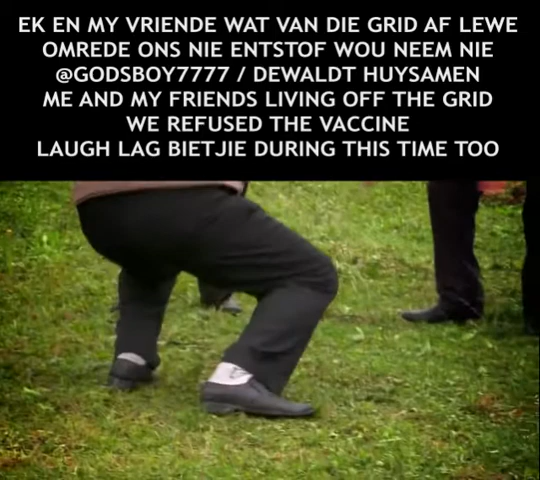 EK EN MY VRIENDE WAT VAN DIE GRID AF LEWE
OMREDE ONS NIE ENTSTOF WOU NEEM NIE
@GODSBOY7777 / DEWALDT HUYSAMEN
ME AND MY FRIENDS LIVING OFF THE GRID
WE REFUSED THE VACCINE
LAUGH LAG BIETJIE DURING THIS TIME TOO